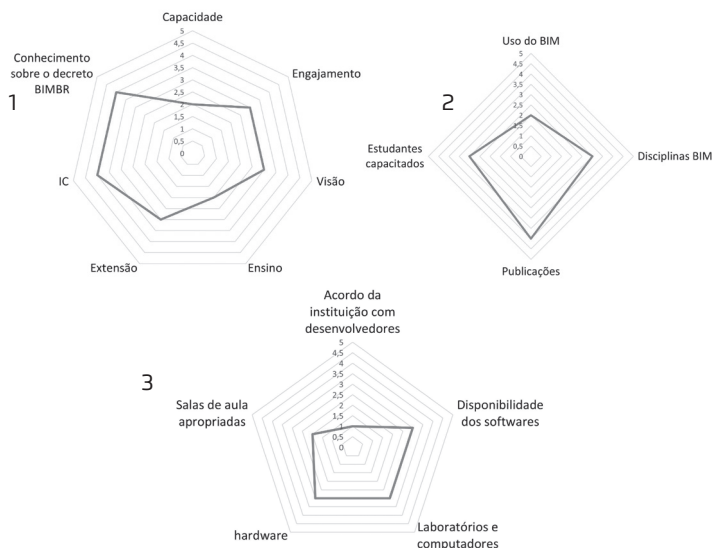 1
Capacidade
5
4,5
4
3,5
3
2,5
2
1,5
1
0,5
0
Engajamento
Visão
Ensino
Extensão
IC
Conhecimento
sobre o decreto
BIMBR
2
Uso do BIM
5
4,5
4
3,5
3
2,5
2
1,5
1
0,5
0
Disciplinas BIM
Publicações
Estudantes
capacitados
3
Acordo da
instituição com
desenvolvedores
5
4,5
4
3,5
3
2,5
2
1,5
1
0,5
0
Disponibilidade
dos softwares
Laboratórios e
computadores
hardware
Salas de aula
apropriadas